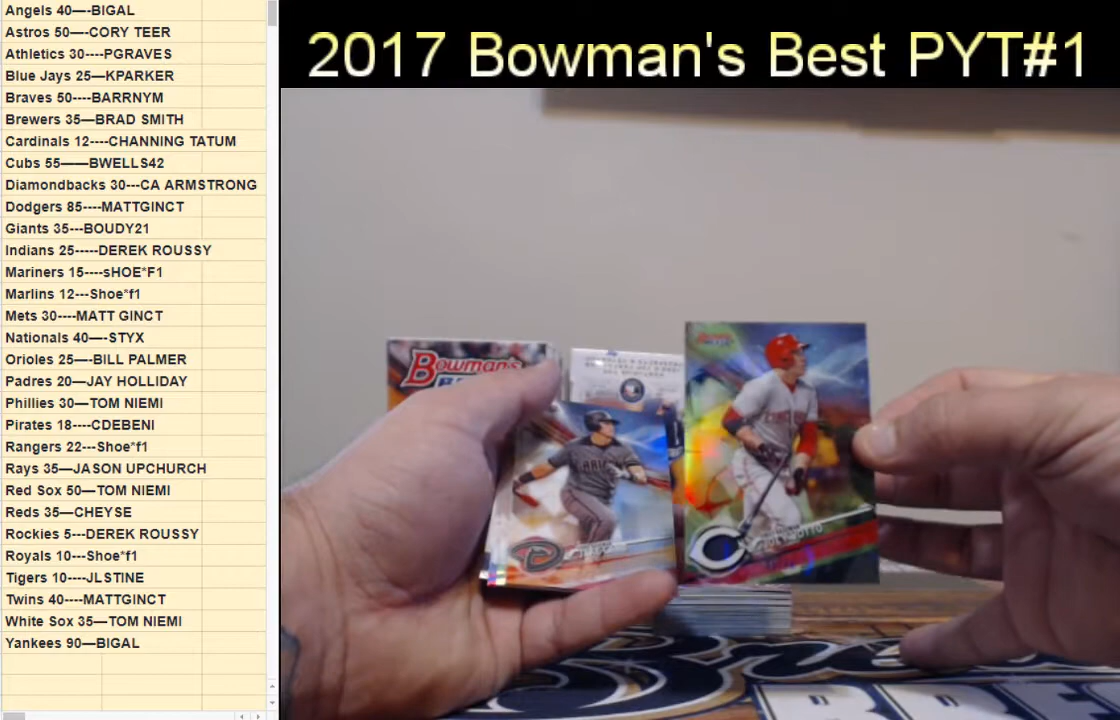 Angels 40—-BIGAL
Astros 50—-CORY TEER
Athletics 30----PGRAVES
Blue Jays 25—KPARKER
Braves 50----BARRNYM
Brewers 35—BRAD SMITH
Cardinals 12----CHANNING TATUM
Cubs 55——BWELLS42
Diamondbacks 30---CA ARMSTRONG
Dodgers 85----MATTGINCT
Giants 35---BOUDY21
Indians 25-----DEREK ROUSSY
Mariners 15----sHOE*F1
Marlins 12---Shoe*f1
Mets 30----MATT GINCT
Nationals 40—-STYX
Orioles 25—-BILL PALMER
Padres 20—JAY HOLLIDAY
Phillies 30—TOM NIEMI
Pirates 18----CDEBENI
Rangers 22---Shoe*f1
Rays 35—JASON UPCHURCH
Red Sox 50—TOM NIEMI
Reds 35—CHEYSE
Rockies 5---DEREK ROUSSY
Royals 10---Shoe*f1
Tigers 10----JLSTINE
Twins 40----MATTGINCT
White Sox 35—TOM NIEMI
Yankees 90—BIGAL
2017 Bowman's Best PYT#1
Bowman's